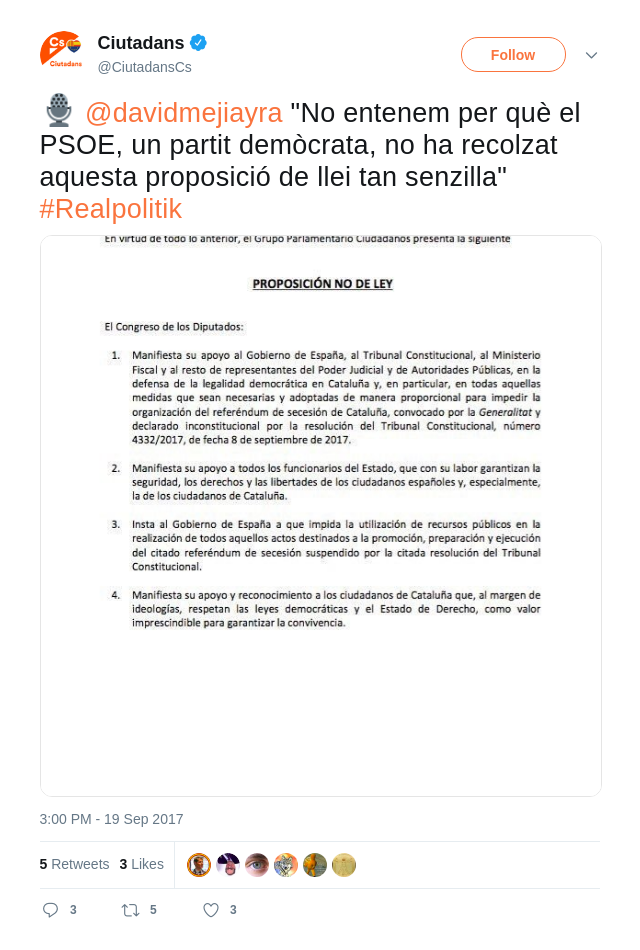 Cs
Ciutadans
Ciutadans
@CiutadansCs
Follow
@davidmejiayra "No entenem per què el
PSOE, un partit demòcrata, no ha recolzat
aquesta proposició de llei tan senzilla"
#Realpolitik
En virtud de todo lo anterior, el Grupo Parlamentario Ciudadanos presenta la siguiente
PROPOSICIÓN NO DE LEY
El Congreso de los Diputados:
1. Manifiesta su apoyo al Gobierno de España, al Tribunal Constitucional, al Ministerio
Fiscal y al resto de representantes del Poder Judicial y de Autoridades Públicas, en la
defensa de la legalidad democrática en Cataluña y, en particular, en todas aquellas
medidas que sean necesarias y adoptadas de manera proporcional para impedir la
organización del referéndum de secesión de Cataluña, convocado por la Generalitat y
declarado inconstitucional por la resolución del Tribunal Constitucional, número
4332/2017, de fecha 8 de septiembre de 2017.
2. Manifiesta su apoyo a todos los funcionarios del Estado, que con su labor garantizan la
seguridad, los derechos y las libertades de los ciudadanos españoles y, especialmente,
la de los ciudadanos de Cataluña.
3. Insta al Gobierno de España a que impida la utilización de recursos públicos en la
realización de todos aquellos actos destinados a la promoción, preparación y ejecución
del citado referéndum de secesión suspendido por la citada resolución del Tribunal
Constitucional.
4. Manifiesta su apoyo y reconocimiento a los ciudadanos de Cataluña que, al margen de
ideologías, respetan las leyes democráticas y el Estado de Derecho, como valor
imprescindible para garantizar la convivencia.
3:00 PM - 19 Sep 2017
5 Retweets 3 Likes
3 5 3